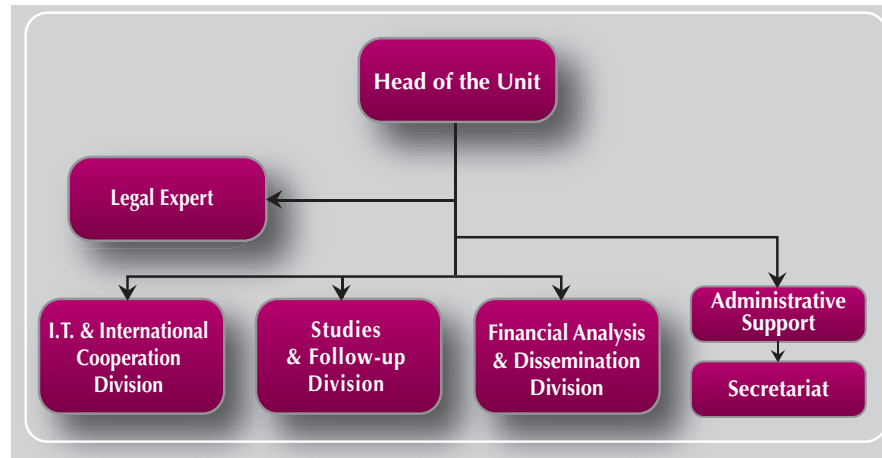 Head of the Unit
Legal Expert
I.T. & International
Cooperation
Division
Studies
& Follow-up
Division
Financial Analysis
& Dissemination
Division
Administrative
Support
Secretariat